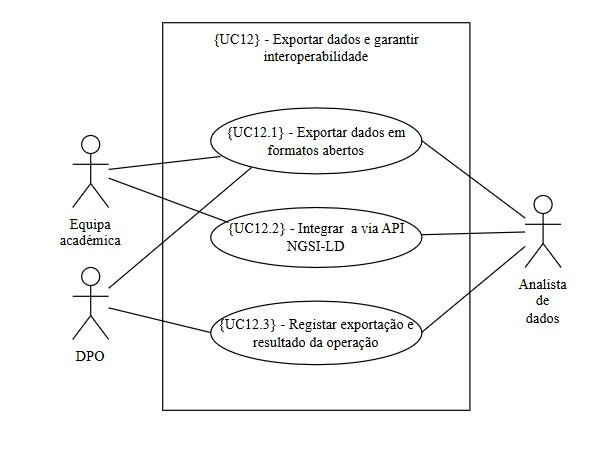 {UC12} - Exportar dados e garantir
interoperabilidade
{UC12.1} - Exportar dados em
formatos abertos
Equipa
académica
{UC12.2} - Integrar  a via API
NGSI-LD
Analista
de
dados
{UC12.3} - Registar exportação e
resultado da operação
DPO